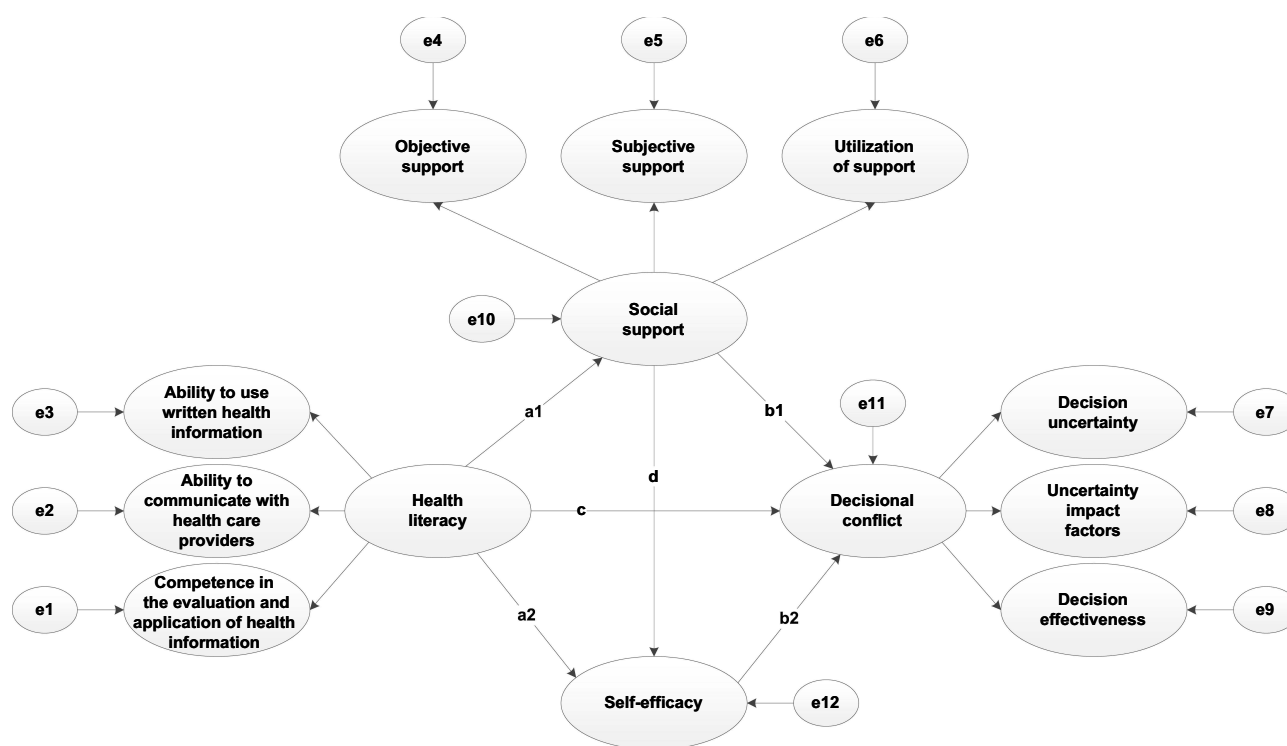 e4
e5
e6
Objective
support
Subjective
support
Utilization
of support
Social
support
e10
a1
b1
e11
e3
Ability to use
written health
information
Decision
uncertainty
e7
d
e2
Ability to
communicate with
health care
providers
Health
literacy
c
Decisional
conflict
Uncertainty
impact
factors
e8
e1
Competence in
the evaluation and
application of health
information
a2
b2
Decision
effectiveness
e9
Self-efficacy
e12